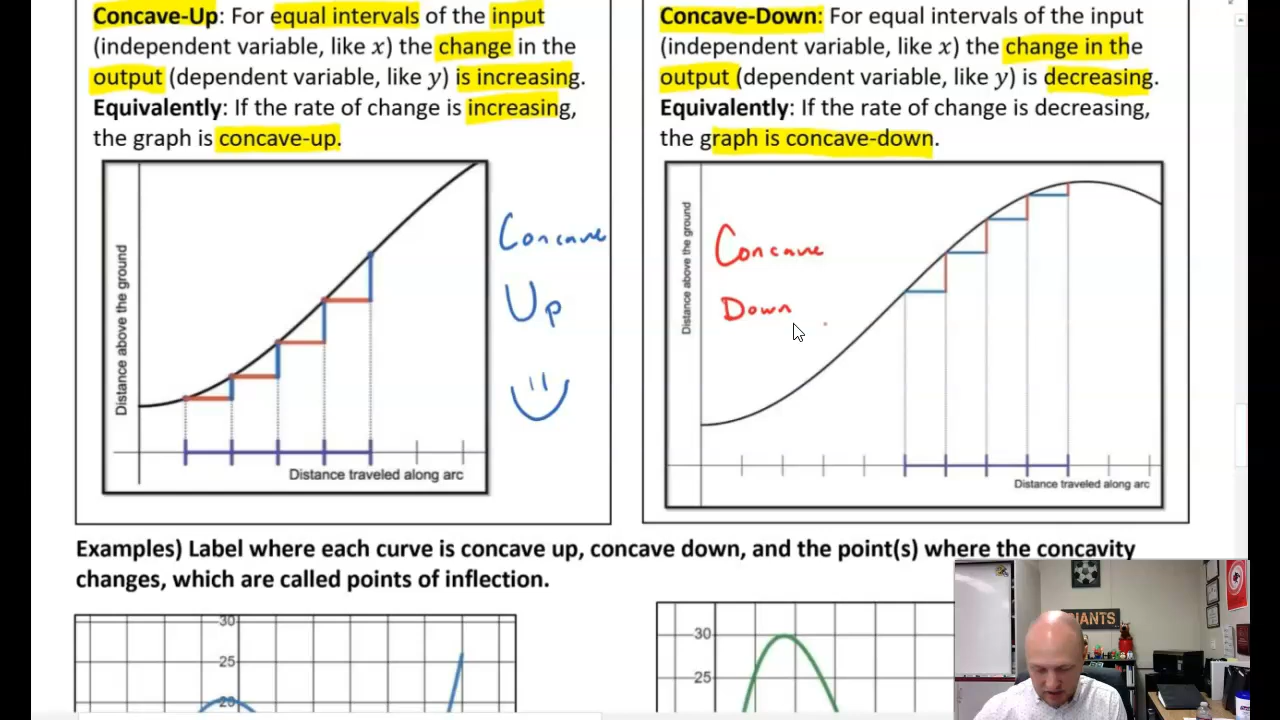 Concave-Up: For equal intervals of the input
(independent variable, like x) the change in the
output (dependent variable, like y) is increasing.
Equivalently: If the rate of change is increasing,
the graph is concave-up.
Distance above the ground
Distance traveled along arc
Concave
Up
Concave-Down: For equal intervals of the input
(independent variable, like x) the change in the
output (dependent variable, like y) is decreasing.
Equivalently: If the rate of change is decreasing,
the graph is concave-down.
Distance above the ground
Concave
Down
Distance traveled along arc
Examples) Label where each curve is concave up, concave down, and the point(s) where the concavity
changes, which are called points of inflection.
30
25
20
30
25
IANTS